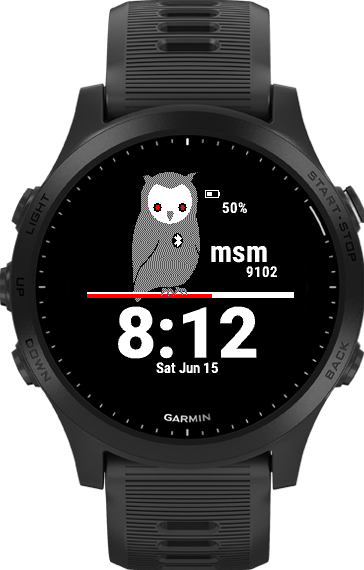 LIGHT
START·STOP
UP
DOWN
BACK
50%
msm
9102
8:12
Sat Jun 15
GARMIN